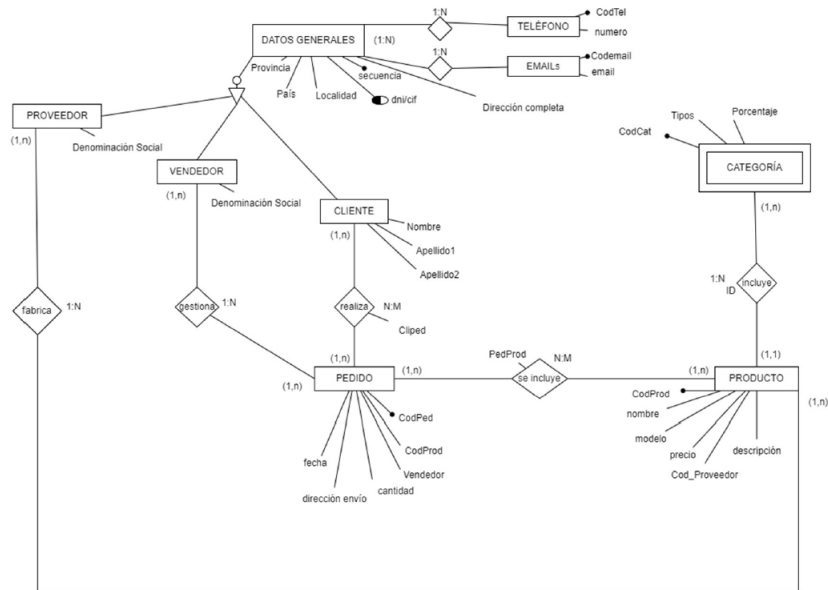 1:N
CodTel
TELÉFONO
numero
DATOS GENERALES
(1:N)
1:N
Codemail
EMAILs
email
Provincia
secuencia
País
Localidad
dni/cif
Dirección completa
PROVEEDOR
(1,n)
Denominación Social
VENDEDOR
(1,n)
Denominación Social
CLIENTE
(1,n)
Nombre
Apellido1
Apellido2
Tipos
Porcentaje
CodCat
CATEGORÍA
(1,n)
1:N
ID
incluye
(1,1)
fabrica
1:N
gestiona
1:N
realiza
N:M
Cliped
(1,n)
(1,n)
PEDIDO
(1,n)
PedProd
N:M
se incluye
(1,n)
PRODUCTO
(1,n)
CodPed
CodProd
Vendedor
cantidad
dirección envío
fecha
CodProd
nombre
modelo
precio
Cod_Proveedor
descripción